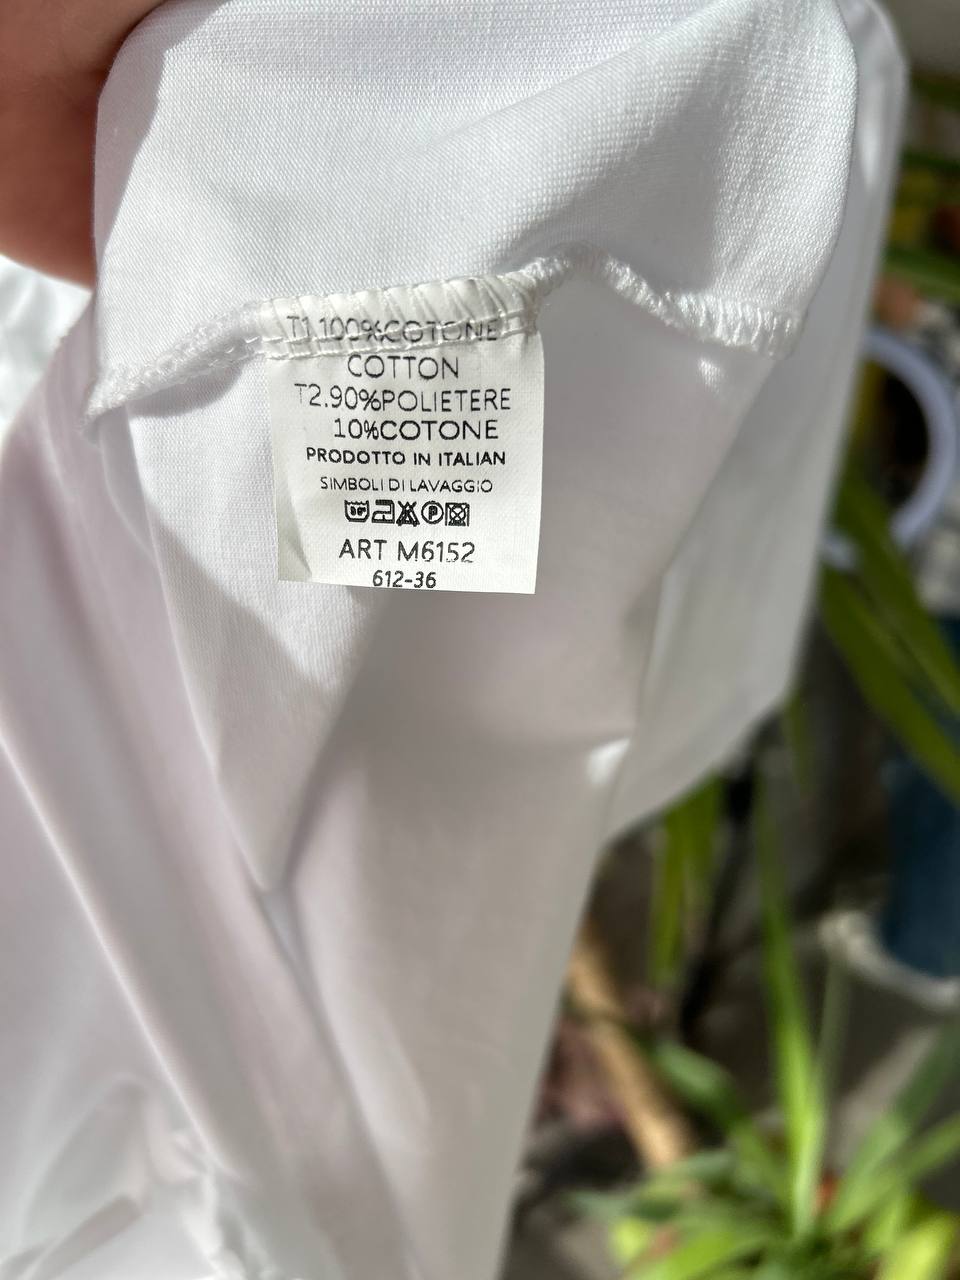 T1.100%COTONE
COTTON
T2.90%POLIETERE
10%COTONE
PRODOTTO IN ITALIAN
SIMBOLI DI LAVAGGIO
P
ART M6152
612-36